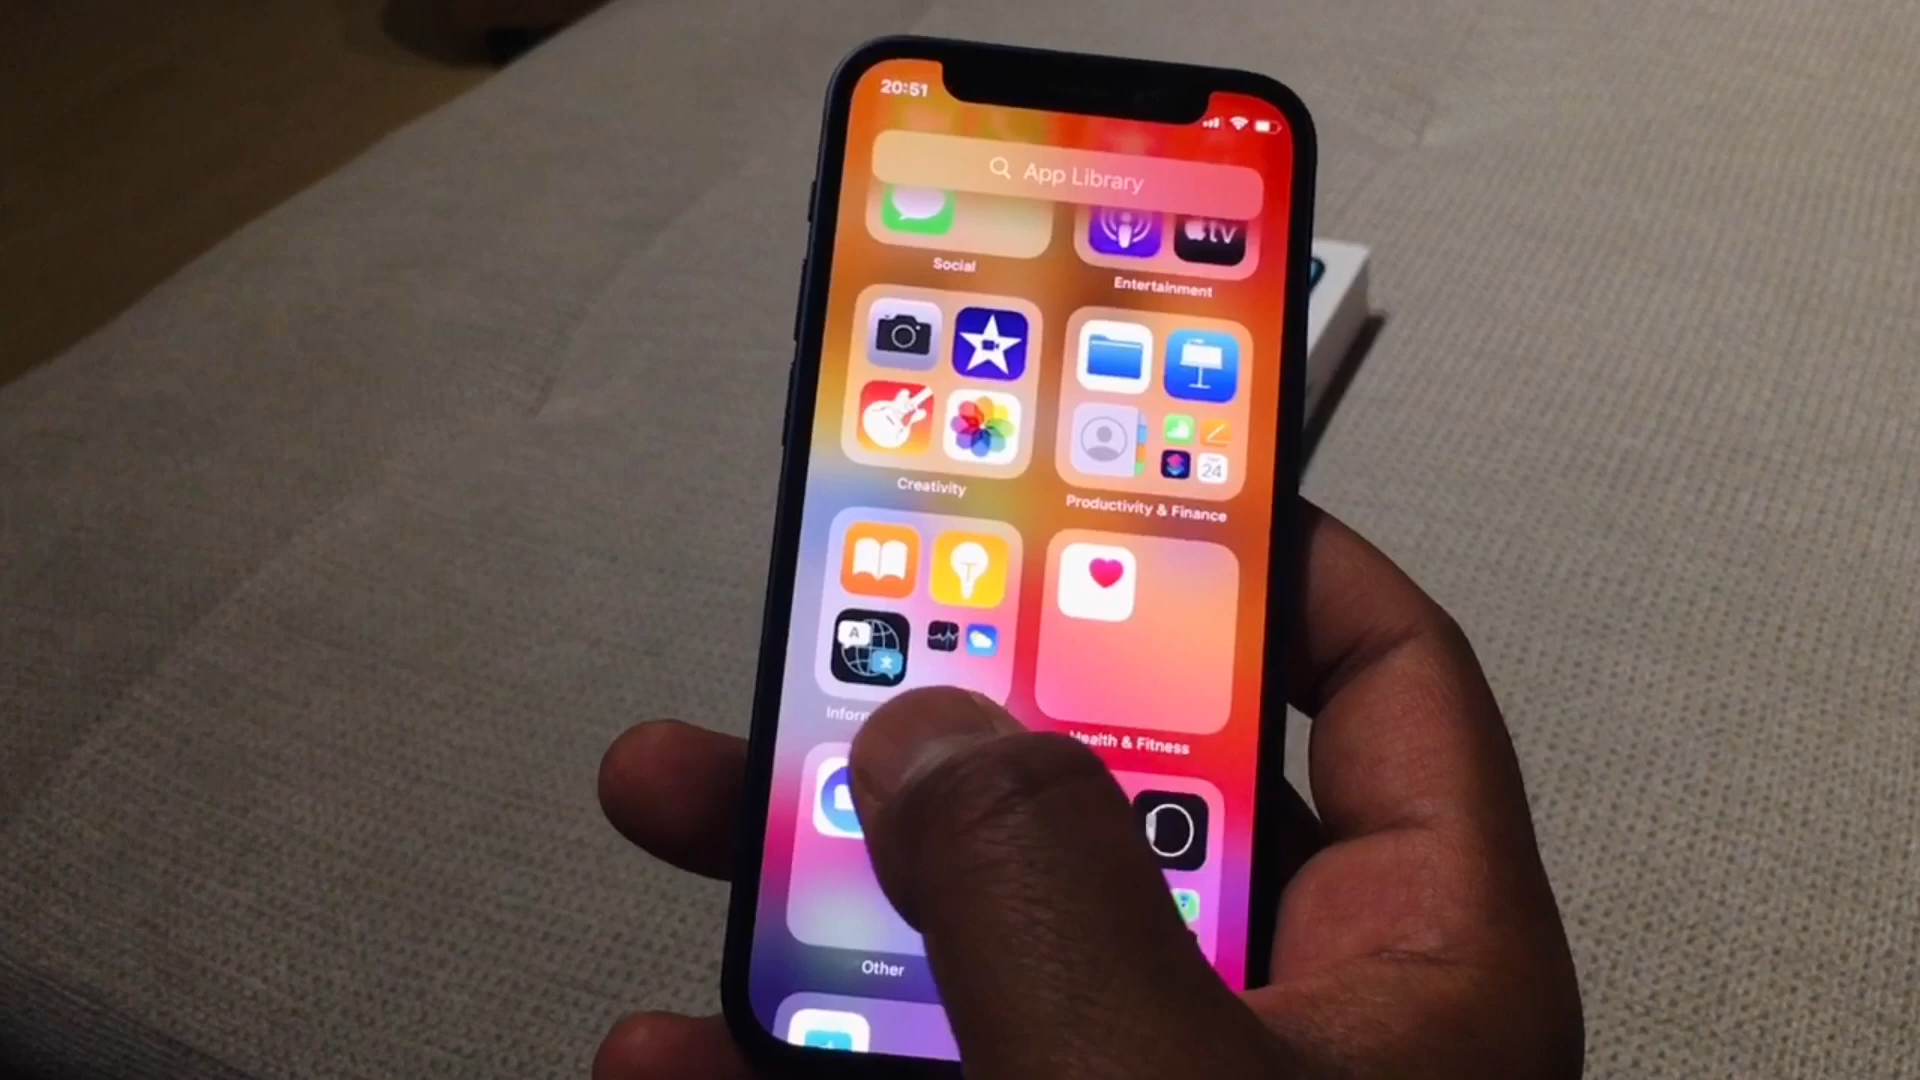 20:51
App Library
tv
Social
Entertainment
Creativity
24
Productivity & Finance
A
T
Health & Fitness
Other